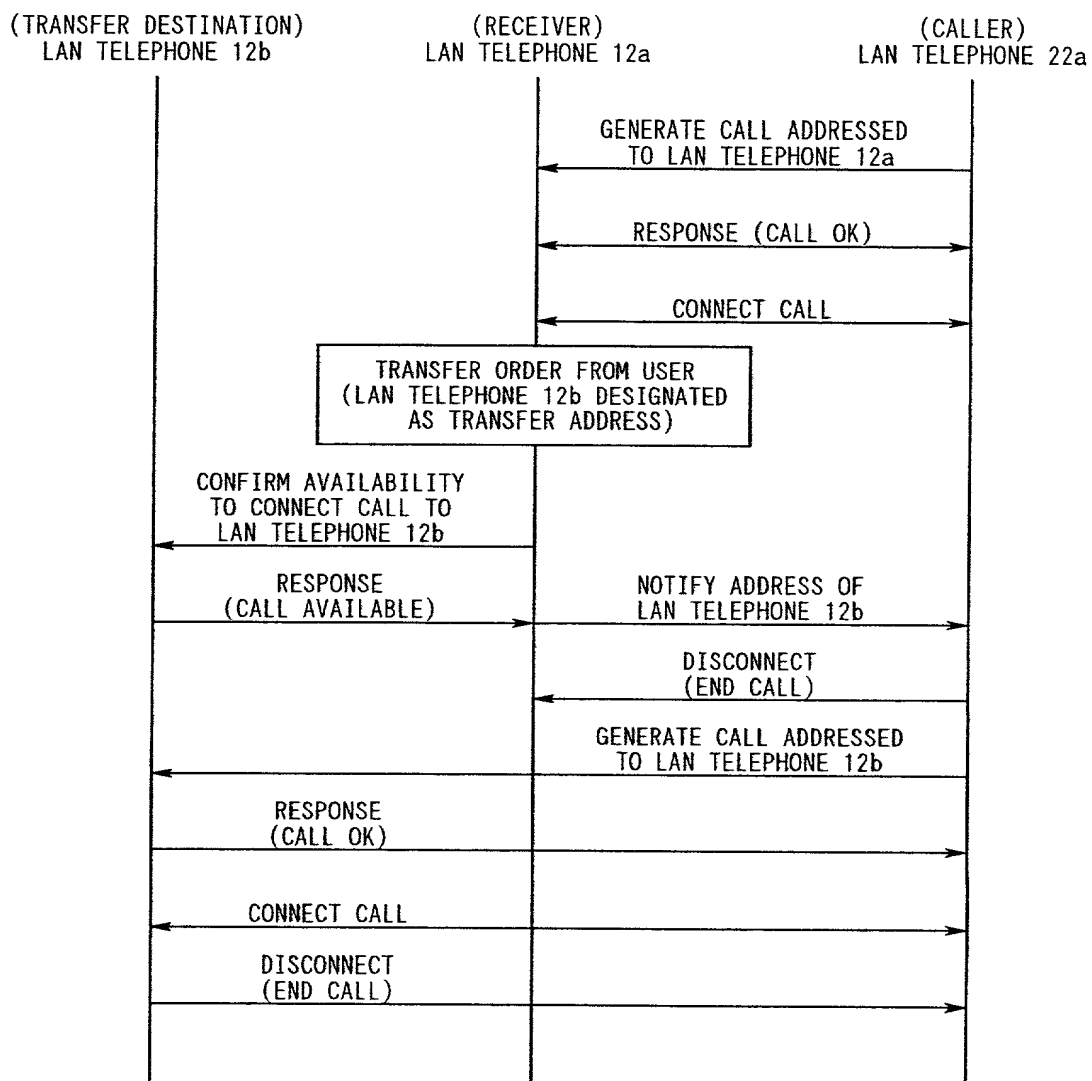 (TRANSFER DESTINATION)
LAN TELEPHONE 12b
(RECEIVER)
LAN TELEPHONE 12a
(CALLER)
LAN TELEPHONE 22a
GENERATE CALL ADDRESSED
TO LAN TELEPHONE 12a
RESPONSE (CALL OK)
CONNECT CALL
TRANSFER ORDER FROM USER
(LAN TELEPHONE 12b DESIGNATED
AS TRANSFER ADDRESS)
CONFIRM AVAILABILITY
TO CONNECT CALL TO
LAN TELEPHONE 12b
RESPONSE
(CALL AVAILABLE)
NOTIFY ADDRESS OF
LAN TELEPHONE 12b
DISCONNECT
(END CALL)
GENERATE CALL ADDRESSED
TO LAN TELEPHONE 12b
RESPONSE
(CALL OK)
CONNECT CALL
DISCONNECT
(END CALL)